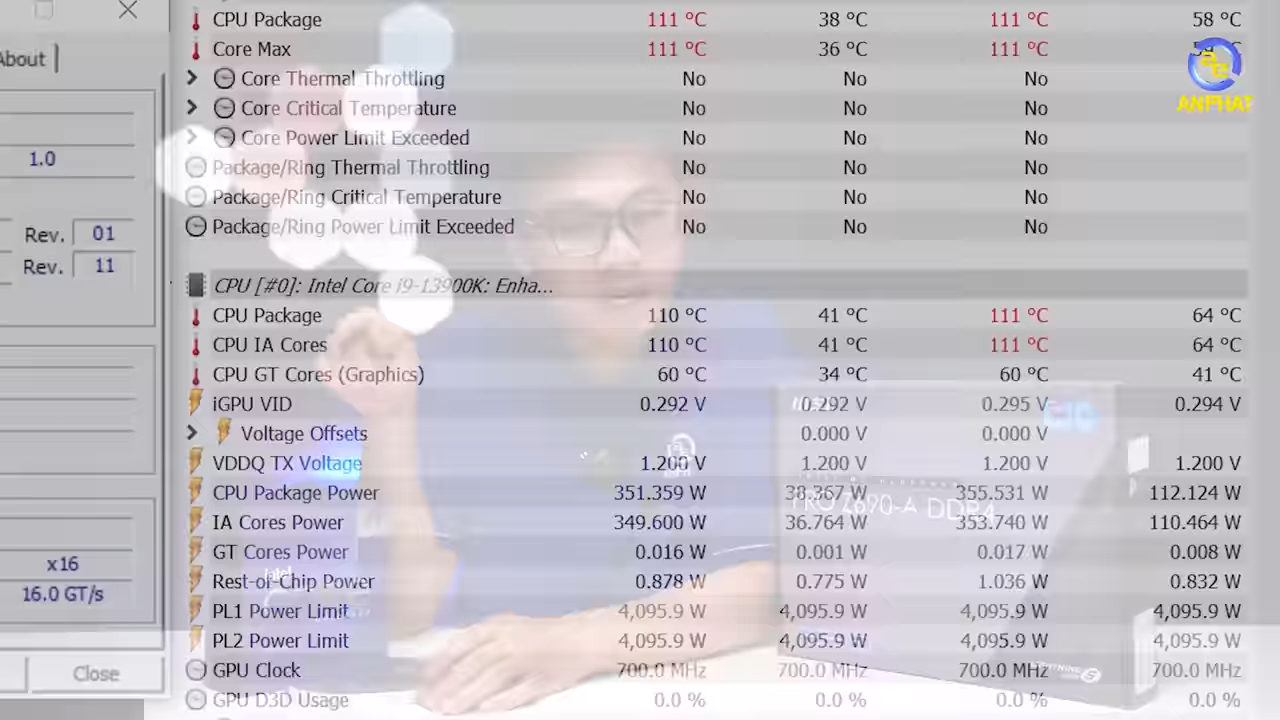 About
1.0
Rev. 01
Rev. 11
x16
16.0 GT/s
Close
CPU Package 111 °C 38 °C 111 °C 58 °C
Core Max 111 °C 36 °C 111 °C
Core Thermal Throttling No No No
Core Critical Temperature No No No
Core Power Limit Exceeded No No No
Package/Ring Thermal Throttling No No No
Package/Ring Critical Temperature No No No
Package/Ring Power Limit Exceeded No No No
CPU [#0]: Intel Core i9-13900K: Enha...
CPU Package 110 °C 41 °C 111 °C 64 °C
CPU IA Cores 110 °C 41 °C 111 °C 64 °C
CPU GT Cores (Graphics) 60 °C 34 °C 60 °C 41 °C
iGPU VID 0.292 V 0.292 V 0.295 V 0.294 V
Voltage Offsets 0.000 V 0.000 V
VDDQ TX Voltage 1.200 V 1.200 V 1.200 V 1.200 V
CPU Package Power 351.359 W 38.367 W 355.531 W 112.124 W
IA Cores Power 349.600 W 36.764 W 353.740 W 110.464 W
GT Cores Power 0.016 W 0.001 W 0.017 W 0.008 W
Rest-of-Chip Power 0.878 W 0.775 W 1.036 W 0.832 W
PL1 Power Limit 4,095.9 W 4,095.9 W 4,095.9 W 4,095.9 W
PL2 Power Limit 4,095.9 W 4,095.9 W 4,095.9 W 4,095.9 W
GPU Clock 700.0 MHz 700.0 MHz 700.0 MHz 700.0 MHz
GPU D3D Usage 0.0 % 0.0 % 0.0 % 0.0 %
ANPHAT
PRO Z690-A DDR4
intel